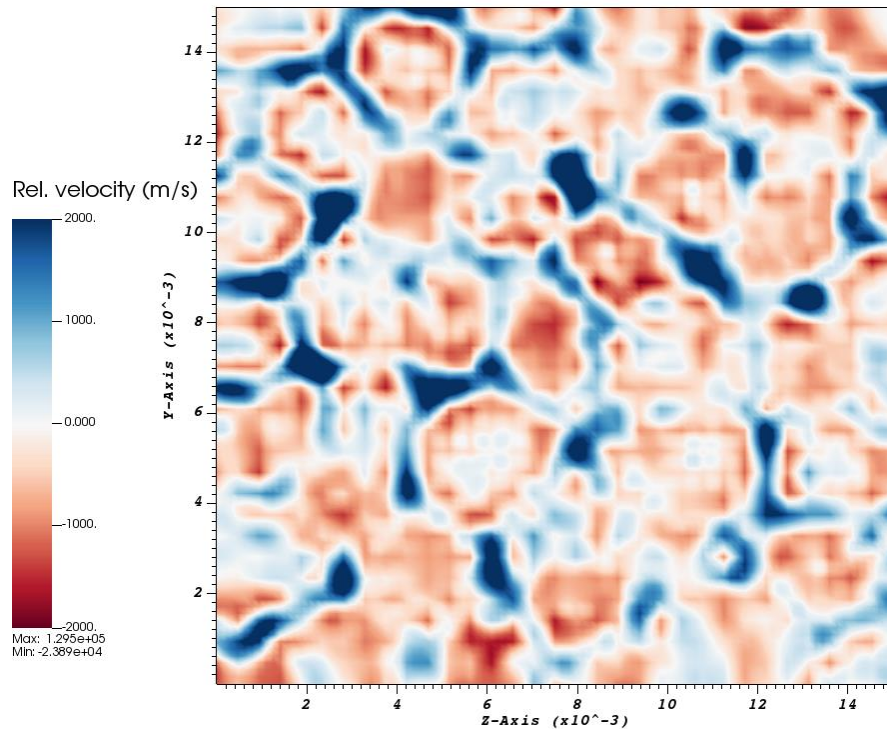 Rel. velocity (m/s)
2000.
1000.
0.000
-1000.
-2000.
Max: 1.295e+05
Min: -2.389e+04
Y-Axis (x10^-3)
14
12
10
8
6
4
2
2 4 6 8 10 12 14
Z-Axis (x10^-3)